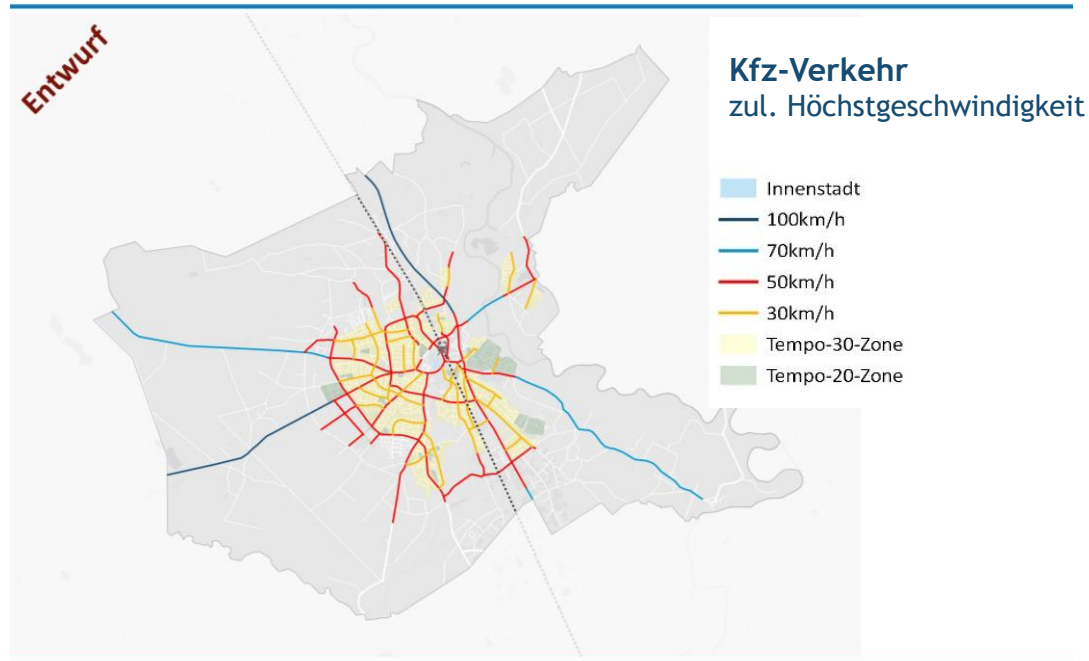 Entwurf
Kfz-Verkehr
zul. Höchstgeschwindigkeit
Innenstadt
100km/h
70km/h
50km/h
30km/h
Tempo-30-Zone
Tempo-20-Zone